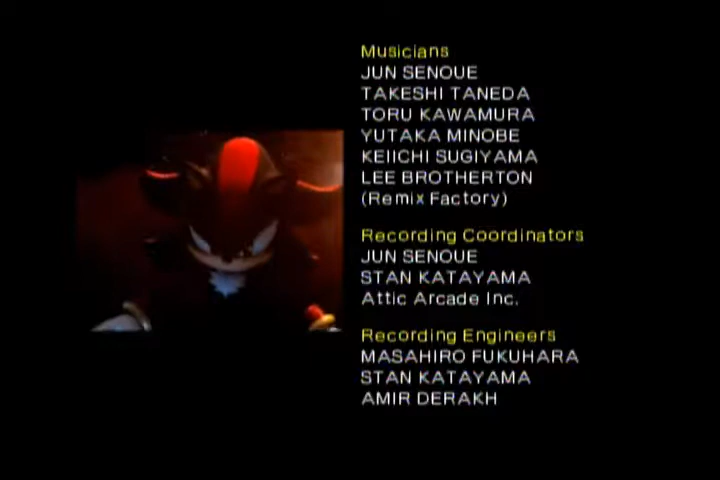 Musicians
JUN SENOUE
TAKESHI TANEDA
TORU KAWAMURA
YUTAKA MINOBE
KEIICHI SUGIYAMA
LEE BROTHERTON
(Remix Factory)
Recording Coordinators
JUN SENOUE
STAN KATAYAMA
Attic Arcade Inc.
Recording Engineers
MASAHIRO FUKUHARA
STAN KATAYAMA
AMIR DERAKH